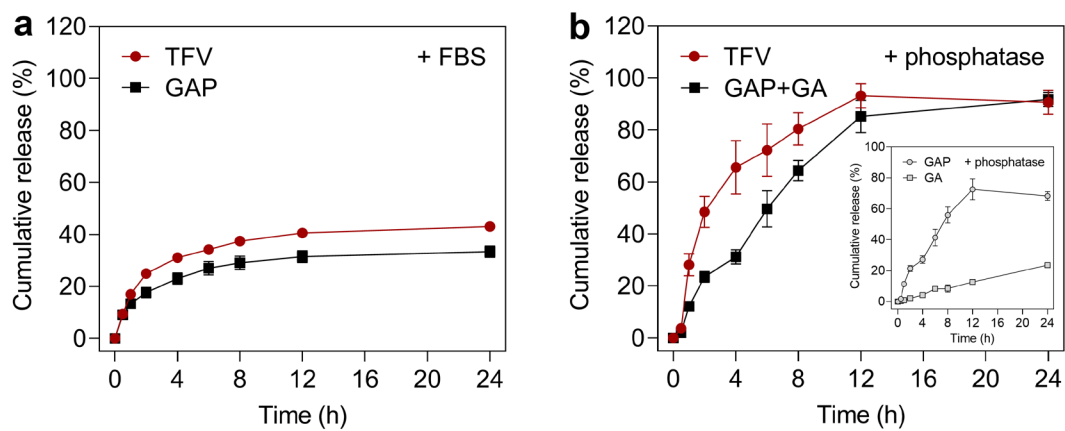 a
120
100
80
60
40
20
0
Cumulative release (%)
TFV
GAP
+ FBS
0 4 8 12 16 20 24
Time (h)
b
120
100
80
60
40
20
0
Cumulative release (%)
TFV
GAP+GA
+ phosphatase
0 4 8 12 16 20 24
Time (h)
100
80
60
40
20
0
Cumulative release (%)
GAP
GA
+ phosphatase
0 4 8 12 16 20 24
Time (h)